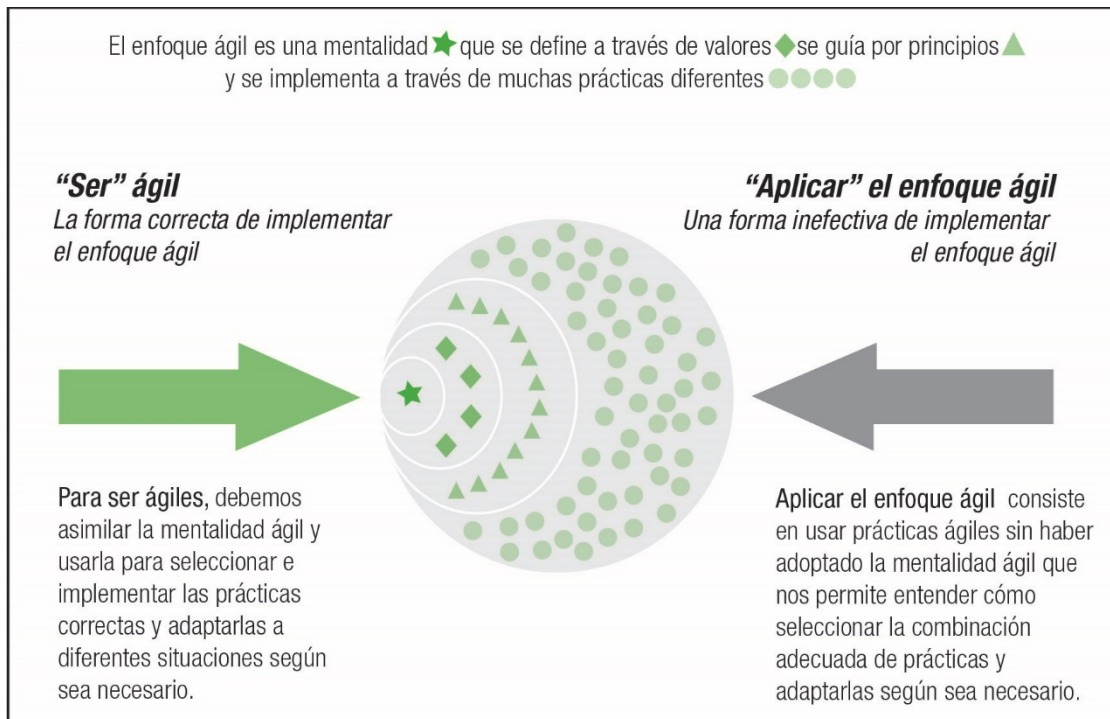 El enfoque ágil es una mentalidad que se define a través de valores se guía por principios
y se implementa a través de muchas prácticas diferentes
“Ser” ágil
La forma correcta de implementar
el enfoque ágil
“Aplicar” el enfoque ágil
Una forma inefectiva de implementar
el enfoque ágil
Para ser ágiles, debemos
asimilar la mentalidad ágil y
usarla para seleccionar e
implementar las prácticas
correctas y adaptarlas a
diferentes situaciones según
sea necesario.
Aplicar el enfoque ágil consiste
en usar prácticas ágiles sin haber
adoptado la mentalidad ágil que
nos permite entender cómo
seleccionar la combinación
adecuada de prácticas y
adaptarlas según sea necesario.